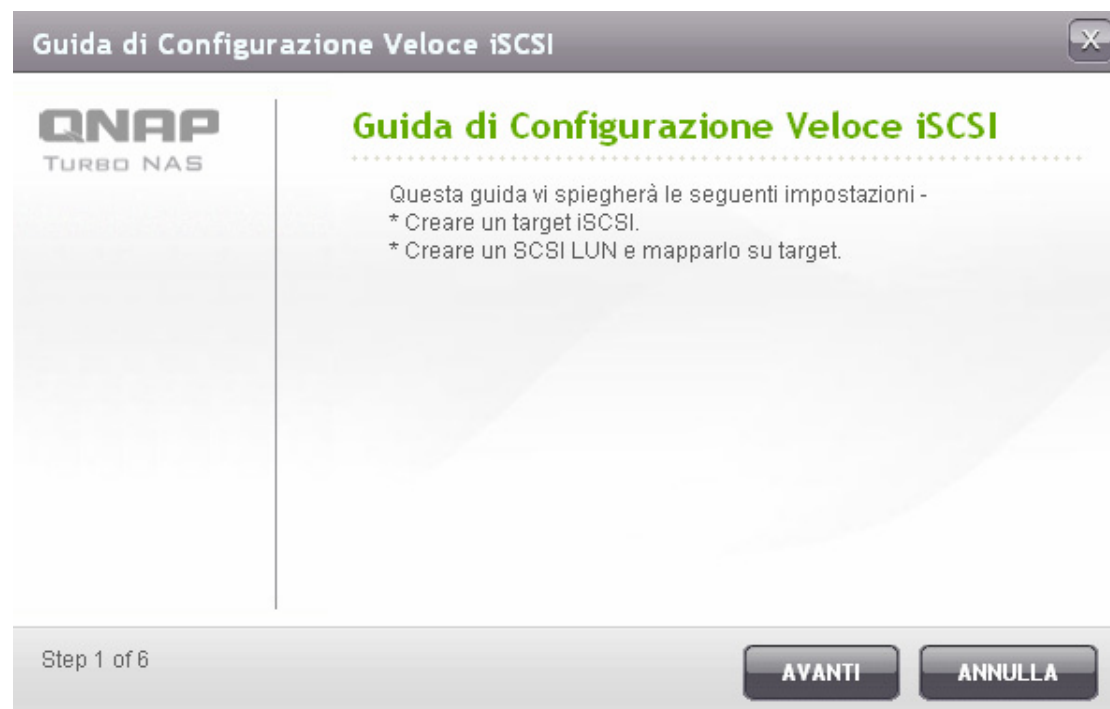 Guida di Configurazione Veloce iSCSI
X
QNAP
TURBO NAS
Guida di Configurazione Veloce iSCSI
Questa guida vi spiegherà le seguenti impostazioni -
* Creare un target iSCSI.
* Creare un SCSI LUN e mapparlo su target.
Step 1 of 6
AVANTI
ANNULLA